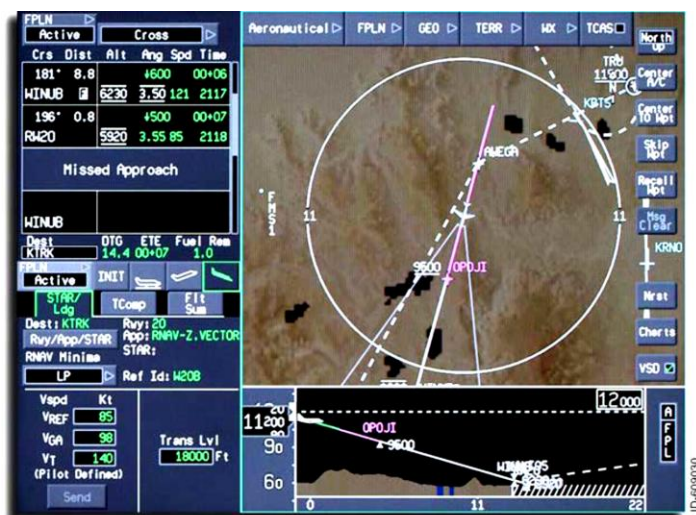 FPLN
Active
Cross
Crs Dist Alt Ang Spd Time
181° 8.8 +600 00+06
WINUB F 6230 3.50 121 2117
196° 0.8 +500 00+07
RW20 5920 3.55 85 2118
Missed Approach
WINUB
Dest DTG ETE Fuel Rem
KTRK 14.4 00+07 1.0
FPLN
Active
INIT
STAR/
Ldg
TComp
Flt
Sum
Dest: KTRK Rwy: 20
Rwy/App/STAR App: RNAV-Z.VECTOR
STAR:
RNAV Minima
LP Ref Id: W20B
Vspd Kt
VREF 85
VGA 98
VT 140
(Pilot Defined)
Send
Trans Lvl
18000 Ft
Aeronautical FPLN GEO TERR WX TCAS
North
Up
Center
A/C
Center
TO Wpt
Skip
Wpt
Recall
Wpt
Msg
Clear
KRNO
Nrst
Charts
VSD
TRU
11500
N
KBTS
AWEGA
FMS1
11
11
9600
OPOJI
12000
11200
90
60
OPOJI
9600
0
11
22
A
F
P
L
ID-609030